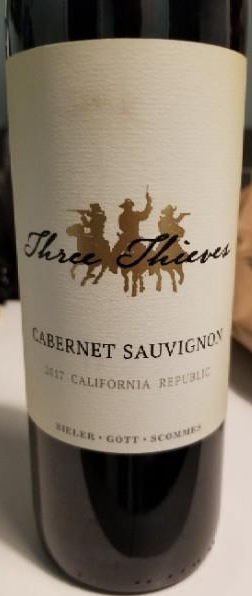 Three Thieves
CABERNET SAUVIGNON
2017 CALIFORNIA REPUBLIC
BIELER • GOTT • SCOMMES